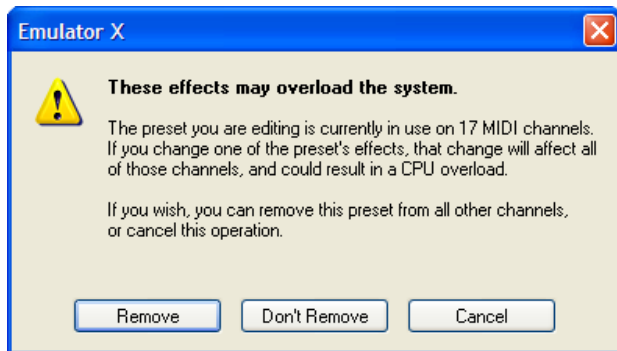 Emulator X
These effects may overload the system.
The preset you are editing is currently in use on 17 MIDI channels.
If you change one of the preset's effects, that change will affect all
of those channels, and could result in a CPU overload.
If you wish, you can remove this preset from all other channels,
or cancel this operation.
Remove
Don't Remove
Cancel